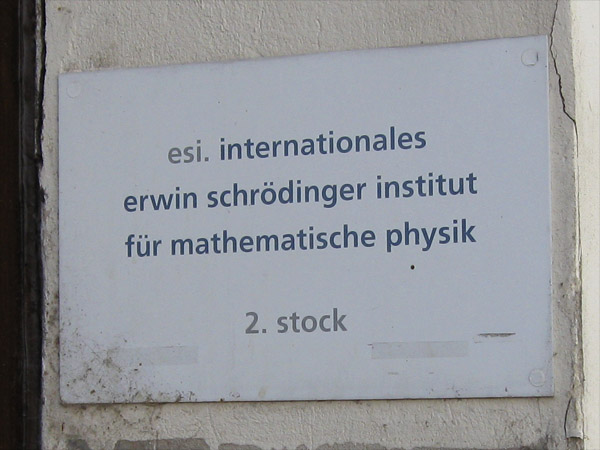 esi. internationales
erwin schrödinger institut
für mathematische physik
2. stock